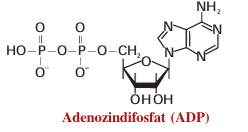 NH2
O O
N N
HO–P–O–P–O–CH2
O
N N
O- O-
OH OH
Adenozindifosfat (ADP)